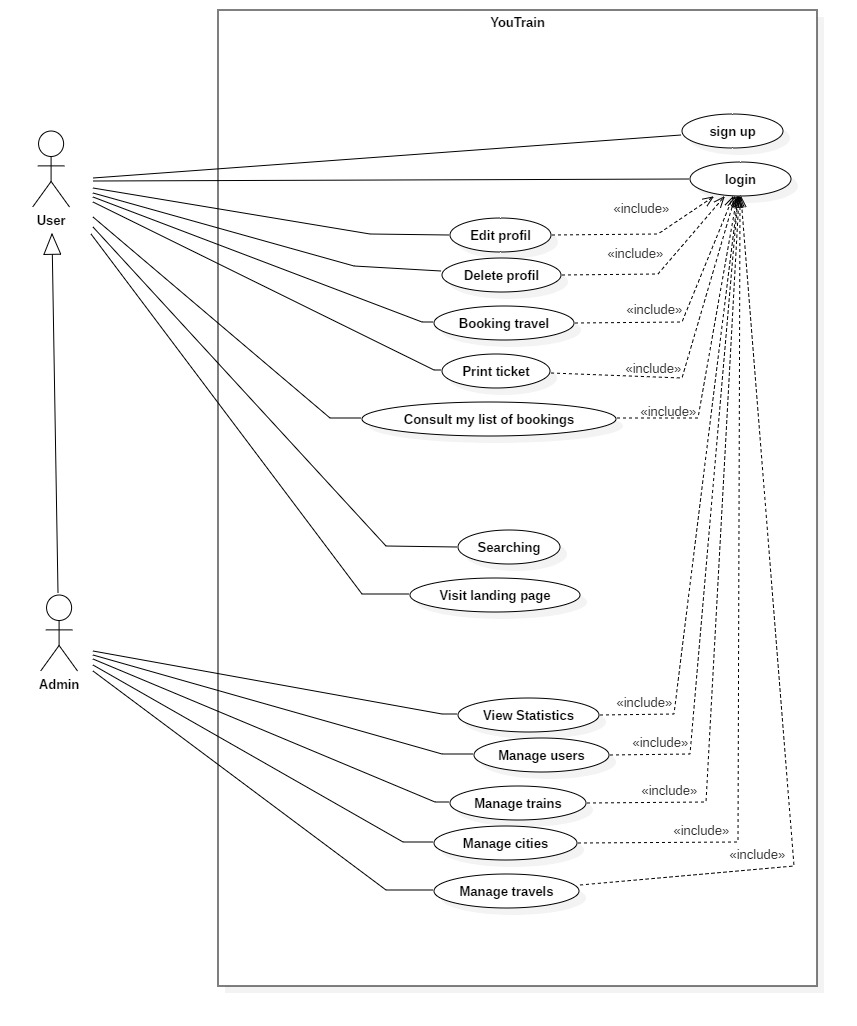 YouTrain
sign up
login
User
«include»
Edit profil
«include»
Delete profil
«include»
Booking travel
«include»
Print ticket
«include»
Consult my list of bookings
Searching
Visit landing page
Admin
«include»
View Statistics
«include»
Manage users
«include»
Manage trains
«include»
Manage cities
«include»
Manage travels